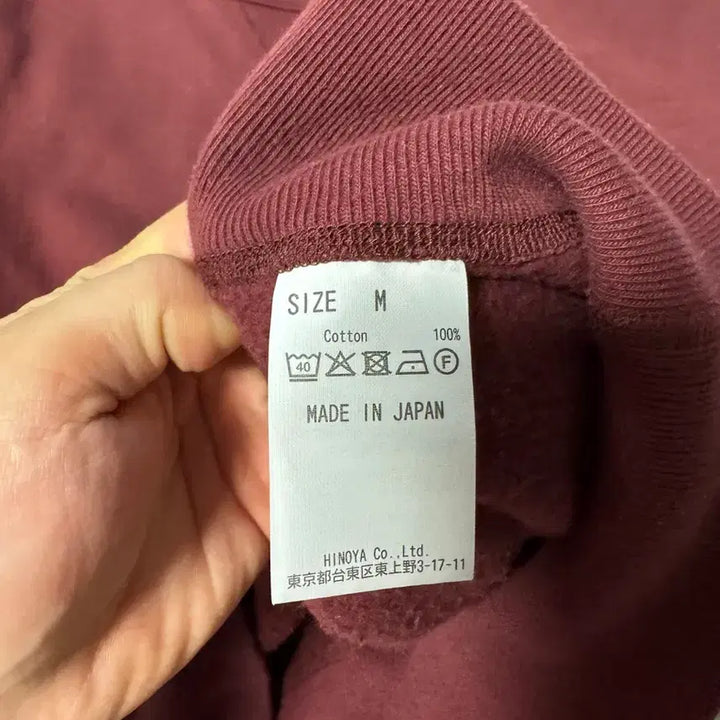 SIZE M
Cotton 100%
40 F
MADE IN JAPAN
HINOYA Co.,Ltd.
東京都台東区東上野3-17-11